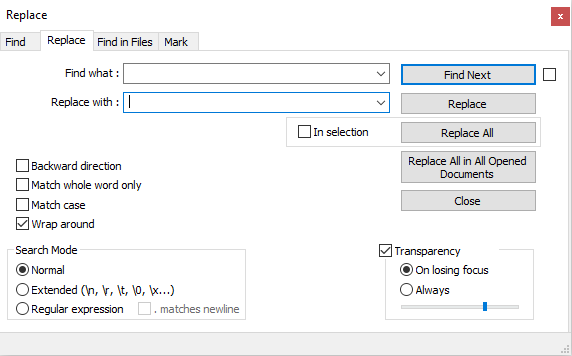 Replace
x
Find Replace Find in Files Mark
Find what : Find Next
Replace with : Replace
In selection Replace All
Backward direction Replace All in All Opened
Documents
Match whole word only
Match case Close
Wrap around
Search Mode Transparency
Normal On losing focus
Extended (\n, \r, \t, \0, \x...) Always
Regular expression . matches newline